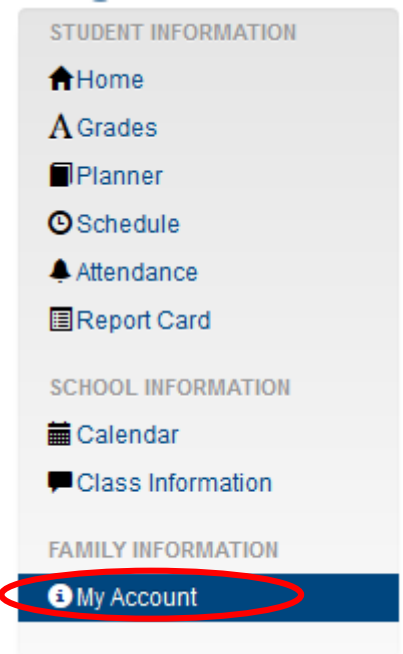 STUDENT INFORMATION
Home
Grades
Planner
Schedule
Attendance
Report Card
SCHOOL INFORMATION
Calendar
Class Information
FAMILY INFORMATION
My Account